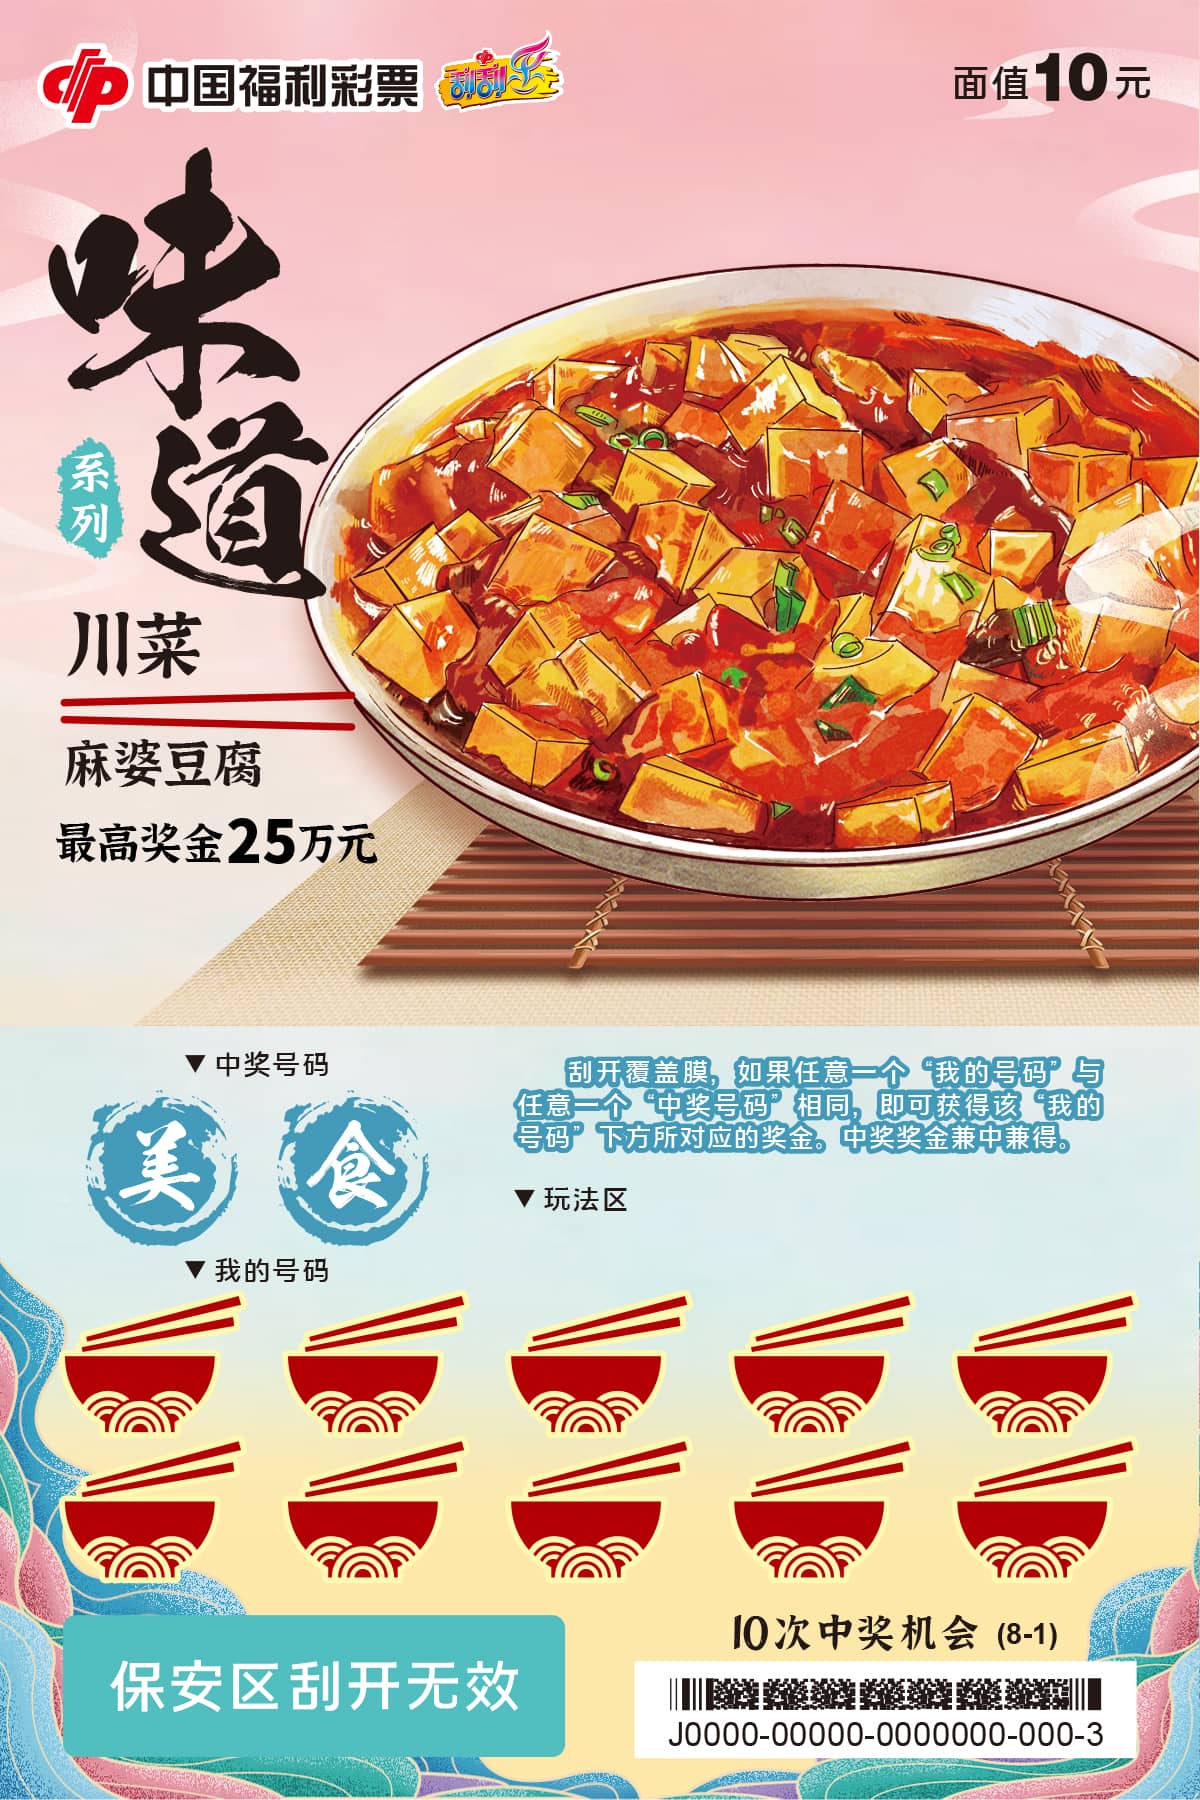 中国福利彩票 刮刮乐
面值10元
味道
系列
川菜
麻婆豆腐
最高奖金25万元
▼中奖号码
美 食
刮开覆盖膜，如果任意一个“我的号码”与
任意一个“中奖号码”相同，即可获得该“我的
号码”下方所对应的奖金。中奖奖金兼中兼得。
▼玩法区
▼我的号码
10次中奖机会 (8-1)
保安区刮开无效
J0000-00000-0000000-000-3